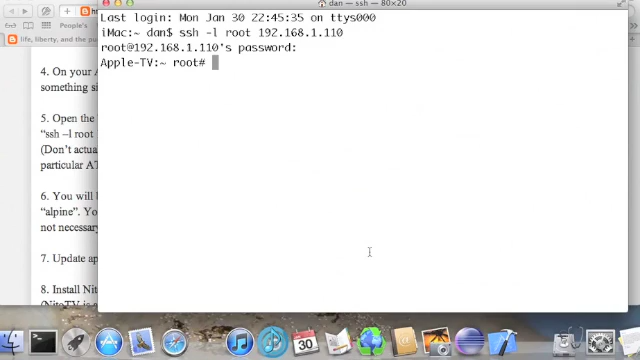 dan — ssh — 80×20
Last login: Mon Jan 30 22:45:35 on ttys000
iMac:~ dan$ ssh -l root 192.168.1.110
root@192.168.1.110's password:
Apple-TV:~ root#
People's
life, liberty, and the pu
4. On your A
something si
5. Open the
"ssh –l root
(Don't actua
particular AT
6. You will b
"alpine". Yo
not necessary
7. Update ap
8. Install Nit
(NitoTV is a
30